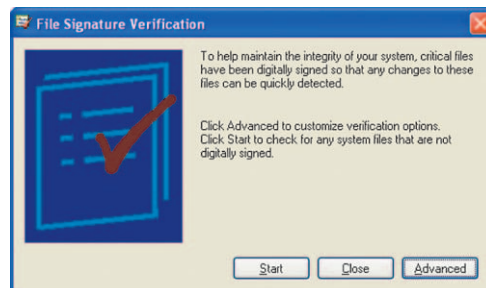 File Signature Verification
To help maintain the integrity of your system, critical files
have been digitally signed so that any changes to these
files can be quickly detected.
Click Advanced to customize verification options.
Click Start to check for any system files that are not
digitally signed.
Start Close Advanced